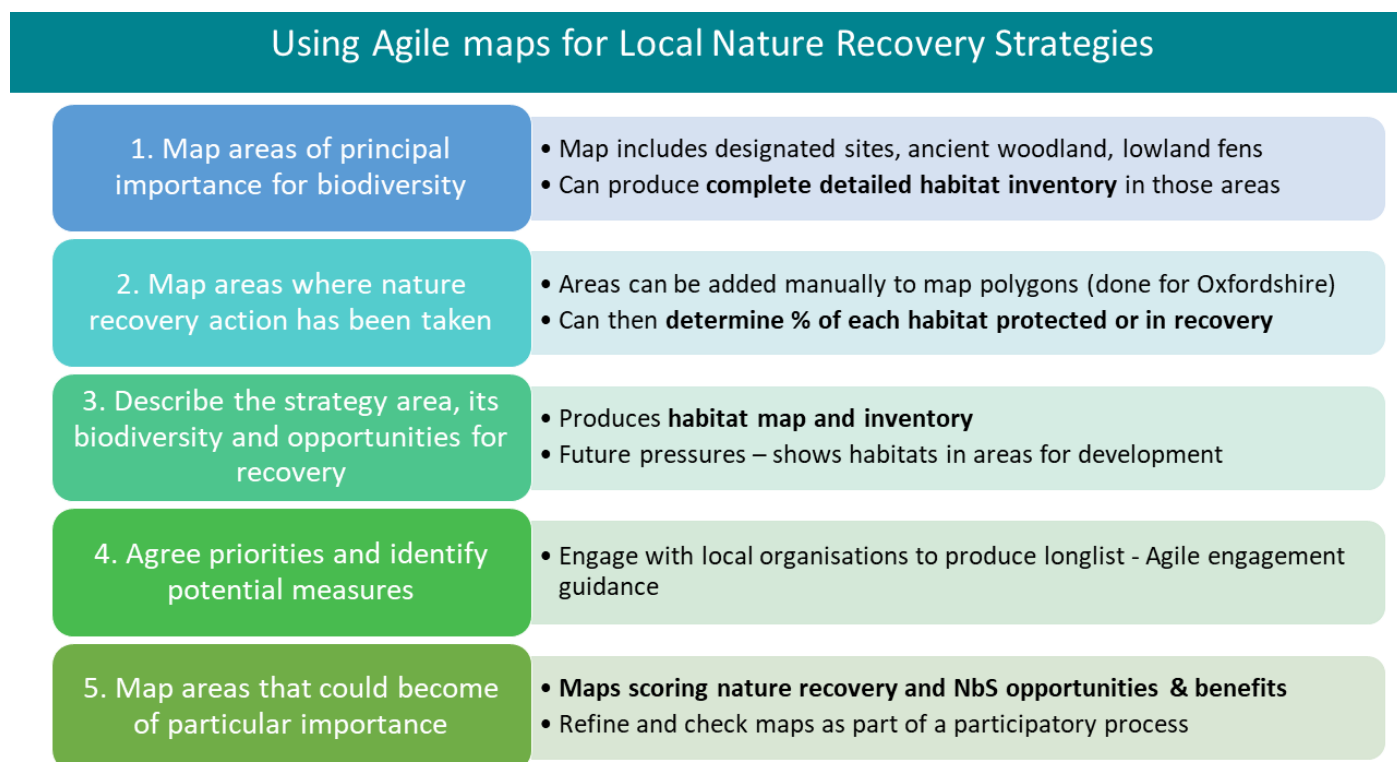 Using Agile maps for Local Nature Recovery Strategies
1. Map areas of principal
importance for biodiversity
• Map includes designated sites, ancient woodland, lowland fens
• Can produce complete detailed habitat inventory in those areas
2. Map areas where nature
recovery action has been taken
• Areas can be added manually to map polygons (done for Oxfordshire)
• Can then determine % of each habitat protected or in recovery
3. Describe the strategy area, its
biodiversity and opportunities for
recovery
• Produces habitat map and inventory
• Future pressures – shows habitats in areas for development
4. Agree priorities and identify
potential measures
• Engage with local organisations to produce longlist - Agile engagement
guidance
5. Map areas that could become
of particular importance
• Maps scoring nature recovery and NbS opportunities & benefits
• Refine and check maps as part of a participatory process